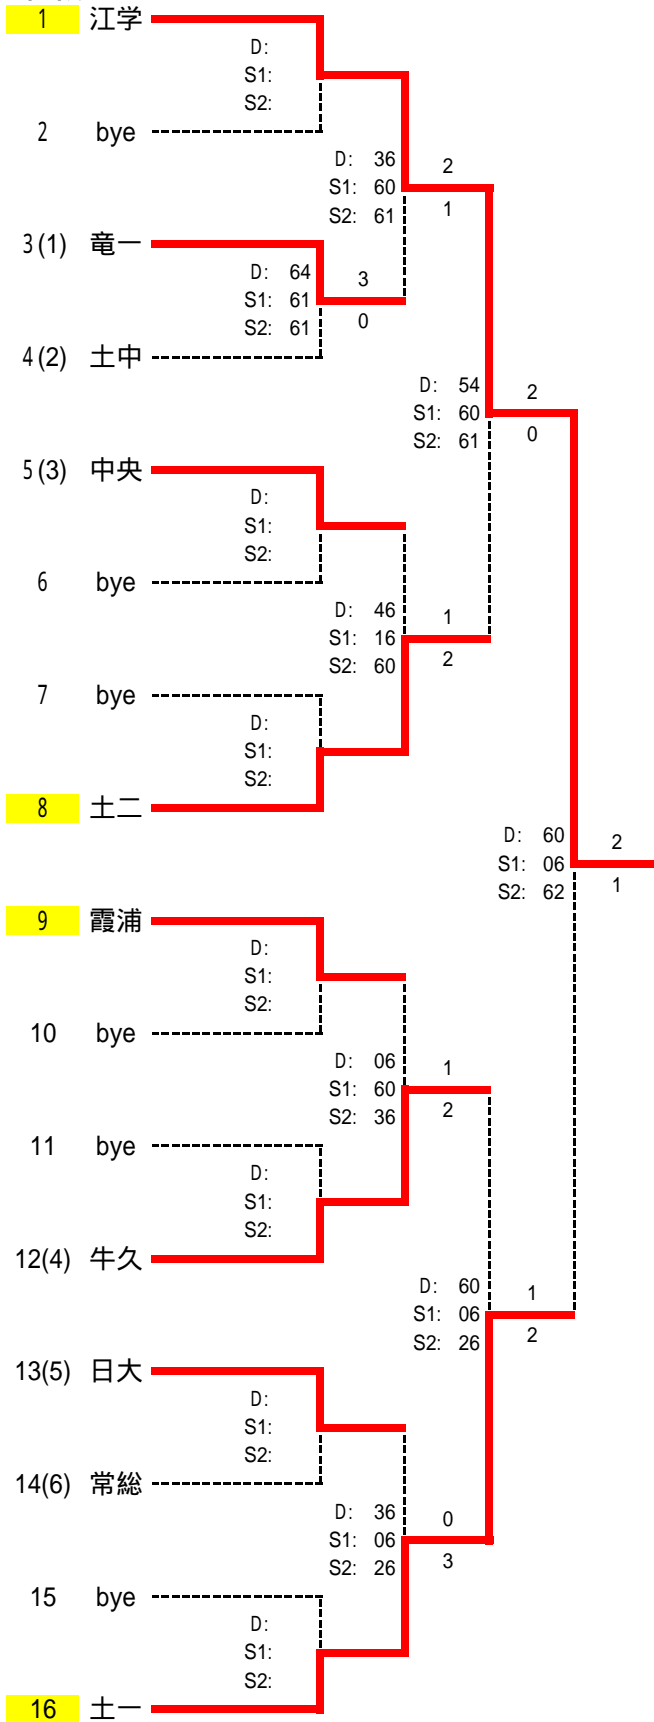 1 江学
D:
S1:
S2:
2 bye
D: 36 2
S1: 60
S2: 61 1
3(1) 竜一
D: 64 3
S1: 61
S2: 61 0
4(2) 土中
D: 54 2
S1: 60
S2: 61 0
5(3) 中央
D:
S1:
S2:
6 bye
D: 46 1
S1: 16
S2: 60 2
7 bye
D:
S1:
S2:
8 土二
D: 60 2
S1: 06
S2: 62 1
9 霞浦
D:
S1:
S2:
10 bye
D: 06 1
S1: 60
S2: 36 2
11 bye
D:
S1:
S2:
12(4) 牛久
D: 60 1
S1: 06
S2: 26 2
13(5) 日大
D:
S1:
S2:
14(6) 常総
D: 36 0
S1: 06
S2: 26 3
15 bye
D:
S1:
S2:
16 土一